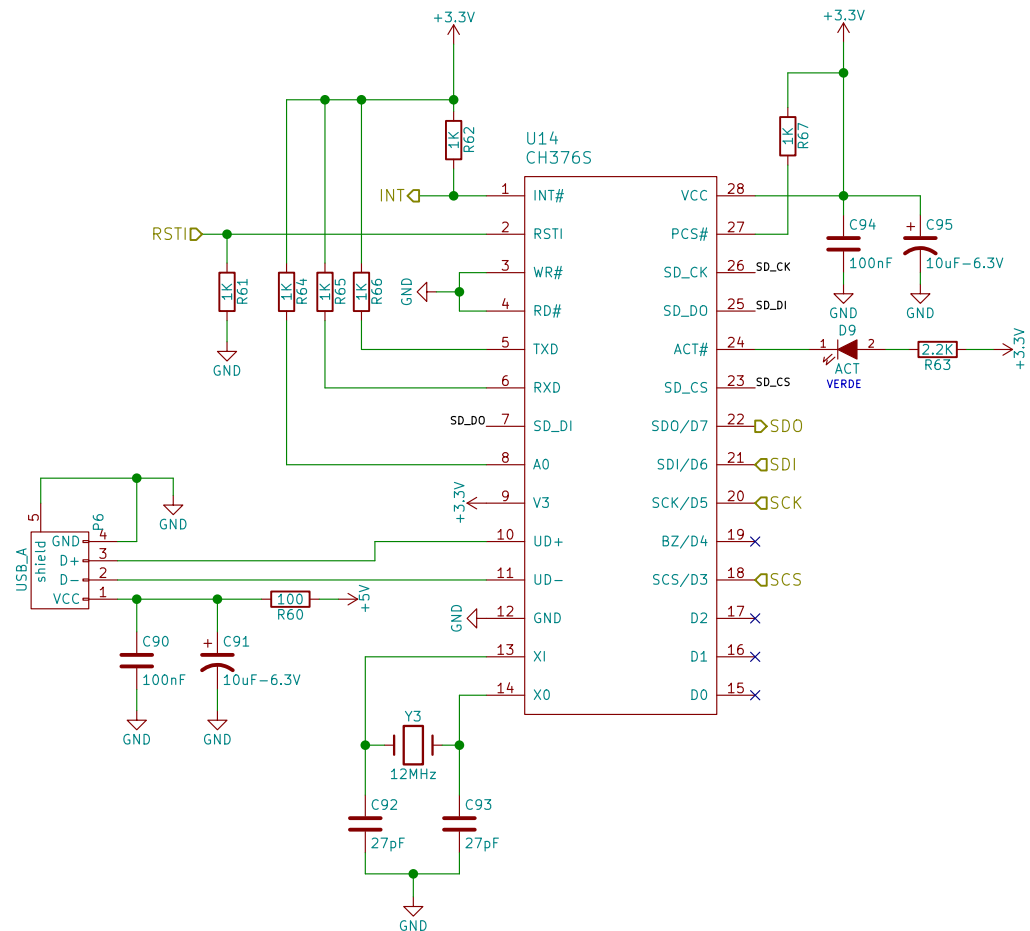 +3.3V
+3.3V
1K
R62
1K
R67
U14
CH376S
INT
1
INT#
VCC
28
RSTI
2
RSTI
PCS#
27
+
C94
100nF
C95
10uF-6.3V
GND
3
WR#
SD_CK
26
SD_CK
1K
R61
1K
R64
1K
R65
1K
R66
4
RD#
SD_DO
25
SD_DI
GND
GND
GND
5
TXD
ACT#
24
1
D9
2
ACT
VERDE
2.2K
R63
+3.3V
6
RXD
SD_CS
23
SD_CS
SD_DO
7
SD_DI
SDO/D7
22
SDO
8
A0
SDI/D6
21
SDI
+3.3V
9
V3
SCK/D5
20
SCK
GND
10
UD+
BZ/D4
19
11
UD-
SCS/D3
18
SCS
GND
12
GND
D2
17
13
XI
D1
16
14
X0
D0
15
USB_A
shield
5
P6
GND
4
D+
3
D-
2
VCC
1
100
R60
+5V
C90
100nF
+
C91
10uF-6.3V
GND
GND
Y3
12MHz
C92
27pF
C93
27pF
GND